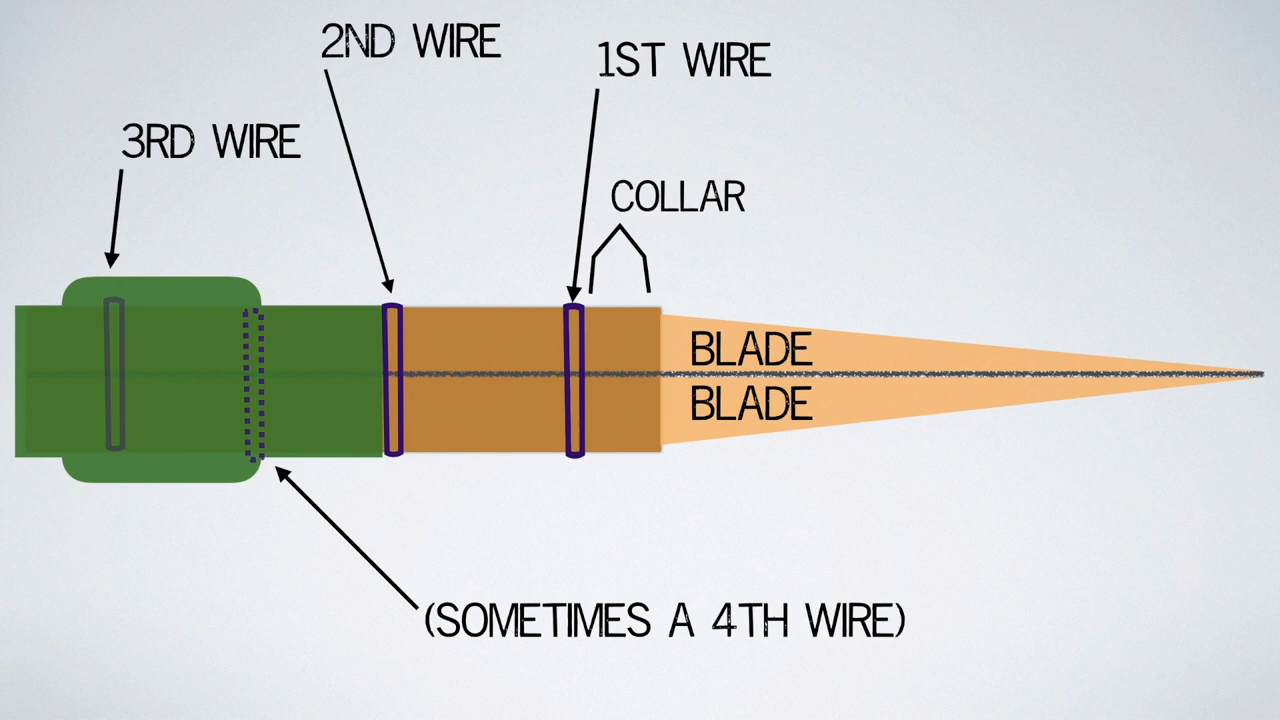 2ND WIRE
1ST WIRE
3RD WIRE
COLLAR
BLADE
BLADE
(SOMETIMES A 4TH WIRE)